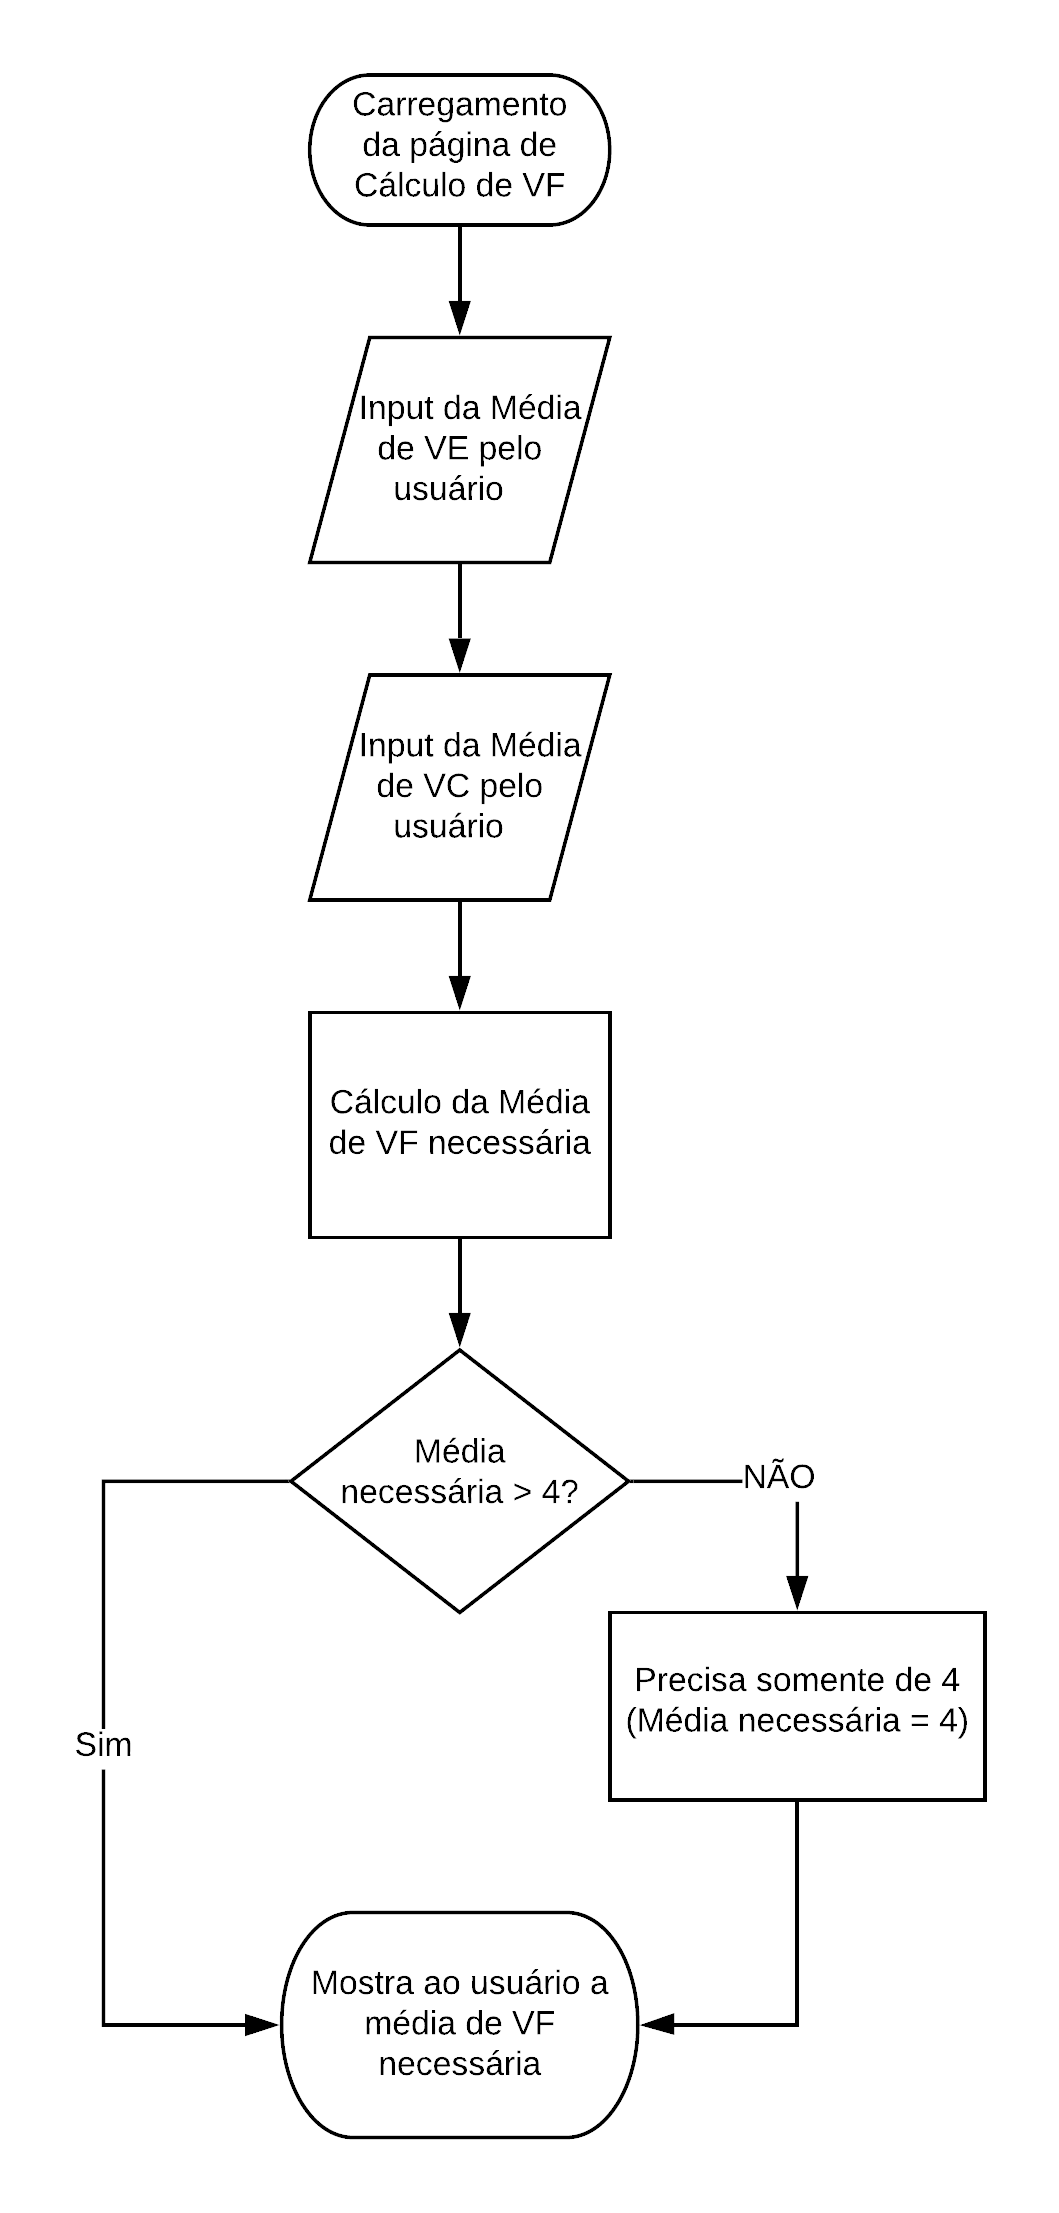 Carregamento
da página de
Cálculo de VF
Input da Média
de VE pelo
usuário
Input da Média
de VC pelo
usuário
Cálculo da Média
de VF necessária
Média
necessária > 4?
NÃO
Precisa somente de 4
(Média necessária = 4)
Sim
Mostra ao usuário a
média de VF
necessária